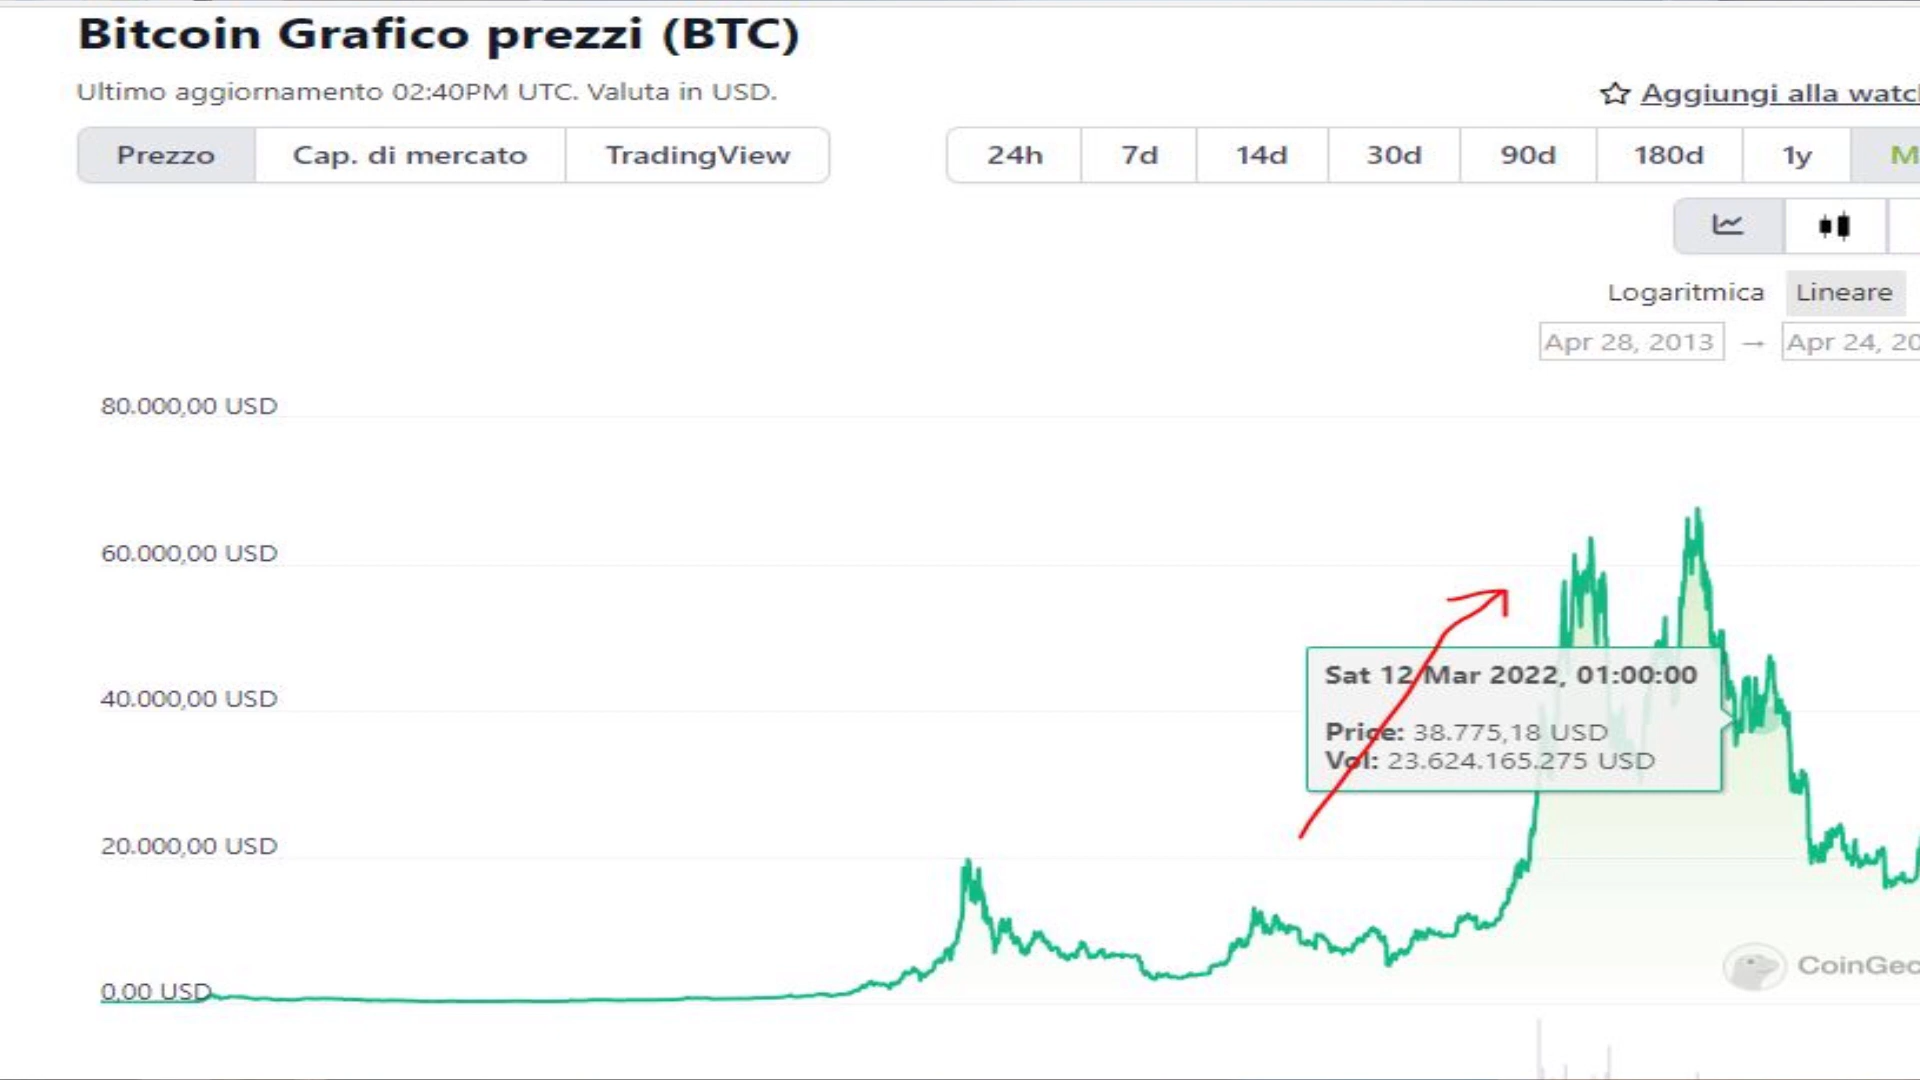 Bitcoin Grafico prezzi (BTC)
Ultimo aggiornamento 02:40PM UTC. Valuta in USD.
Aggiungi alla watc
Prezzo Cap. di mercato TradingView 24h 7d 14d 30d 90d 180d 1y M
Logaritmica Lineare
Apr 28, 2013 → Apr 24, 20
80.000,00 USD
60.000,00 USD
40.000,00 USD
20.000,00 USD
0,00 USD
Sat 12 Mar 2022, 01:00:00
Price: 38.775,18 USD
Vol: 23.624.165.275 USD
CoinGec